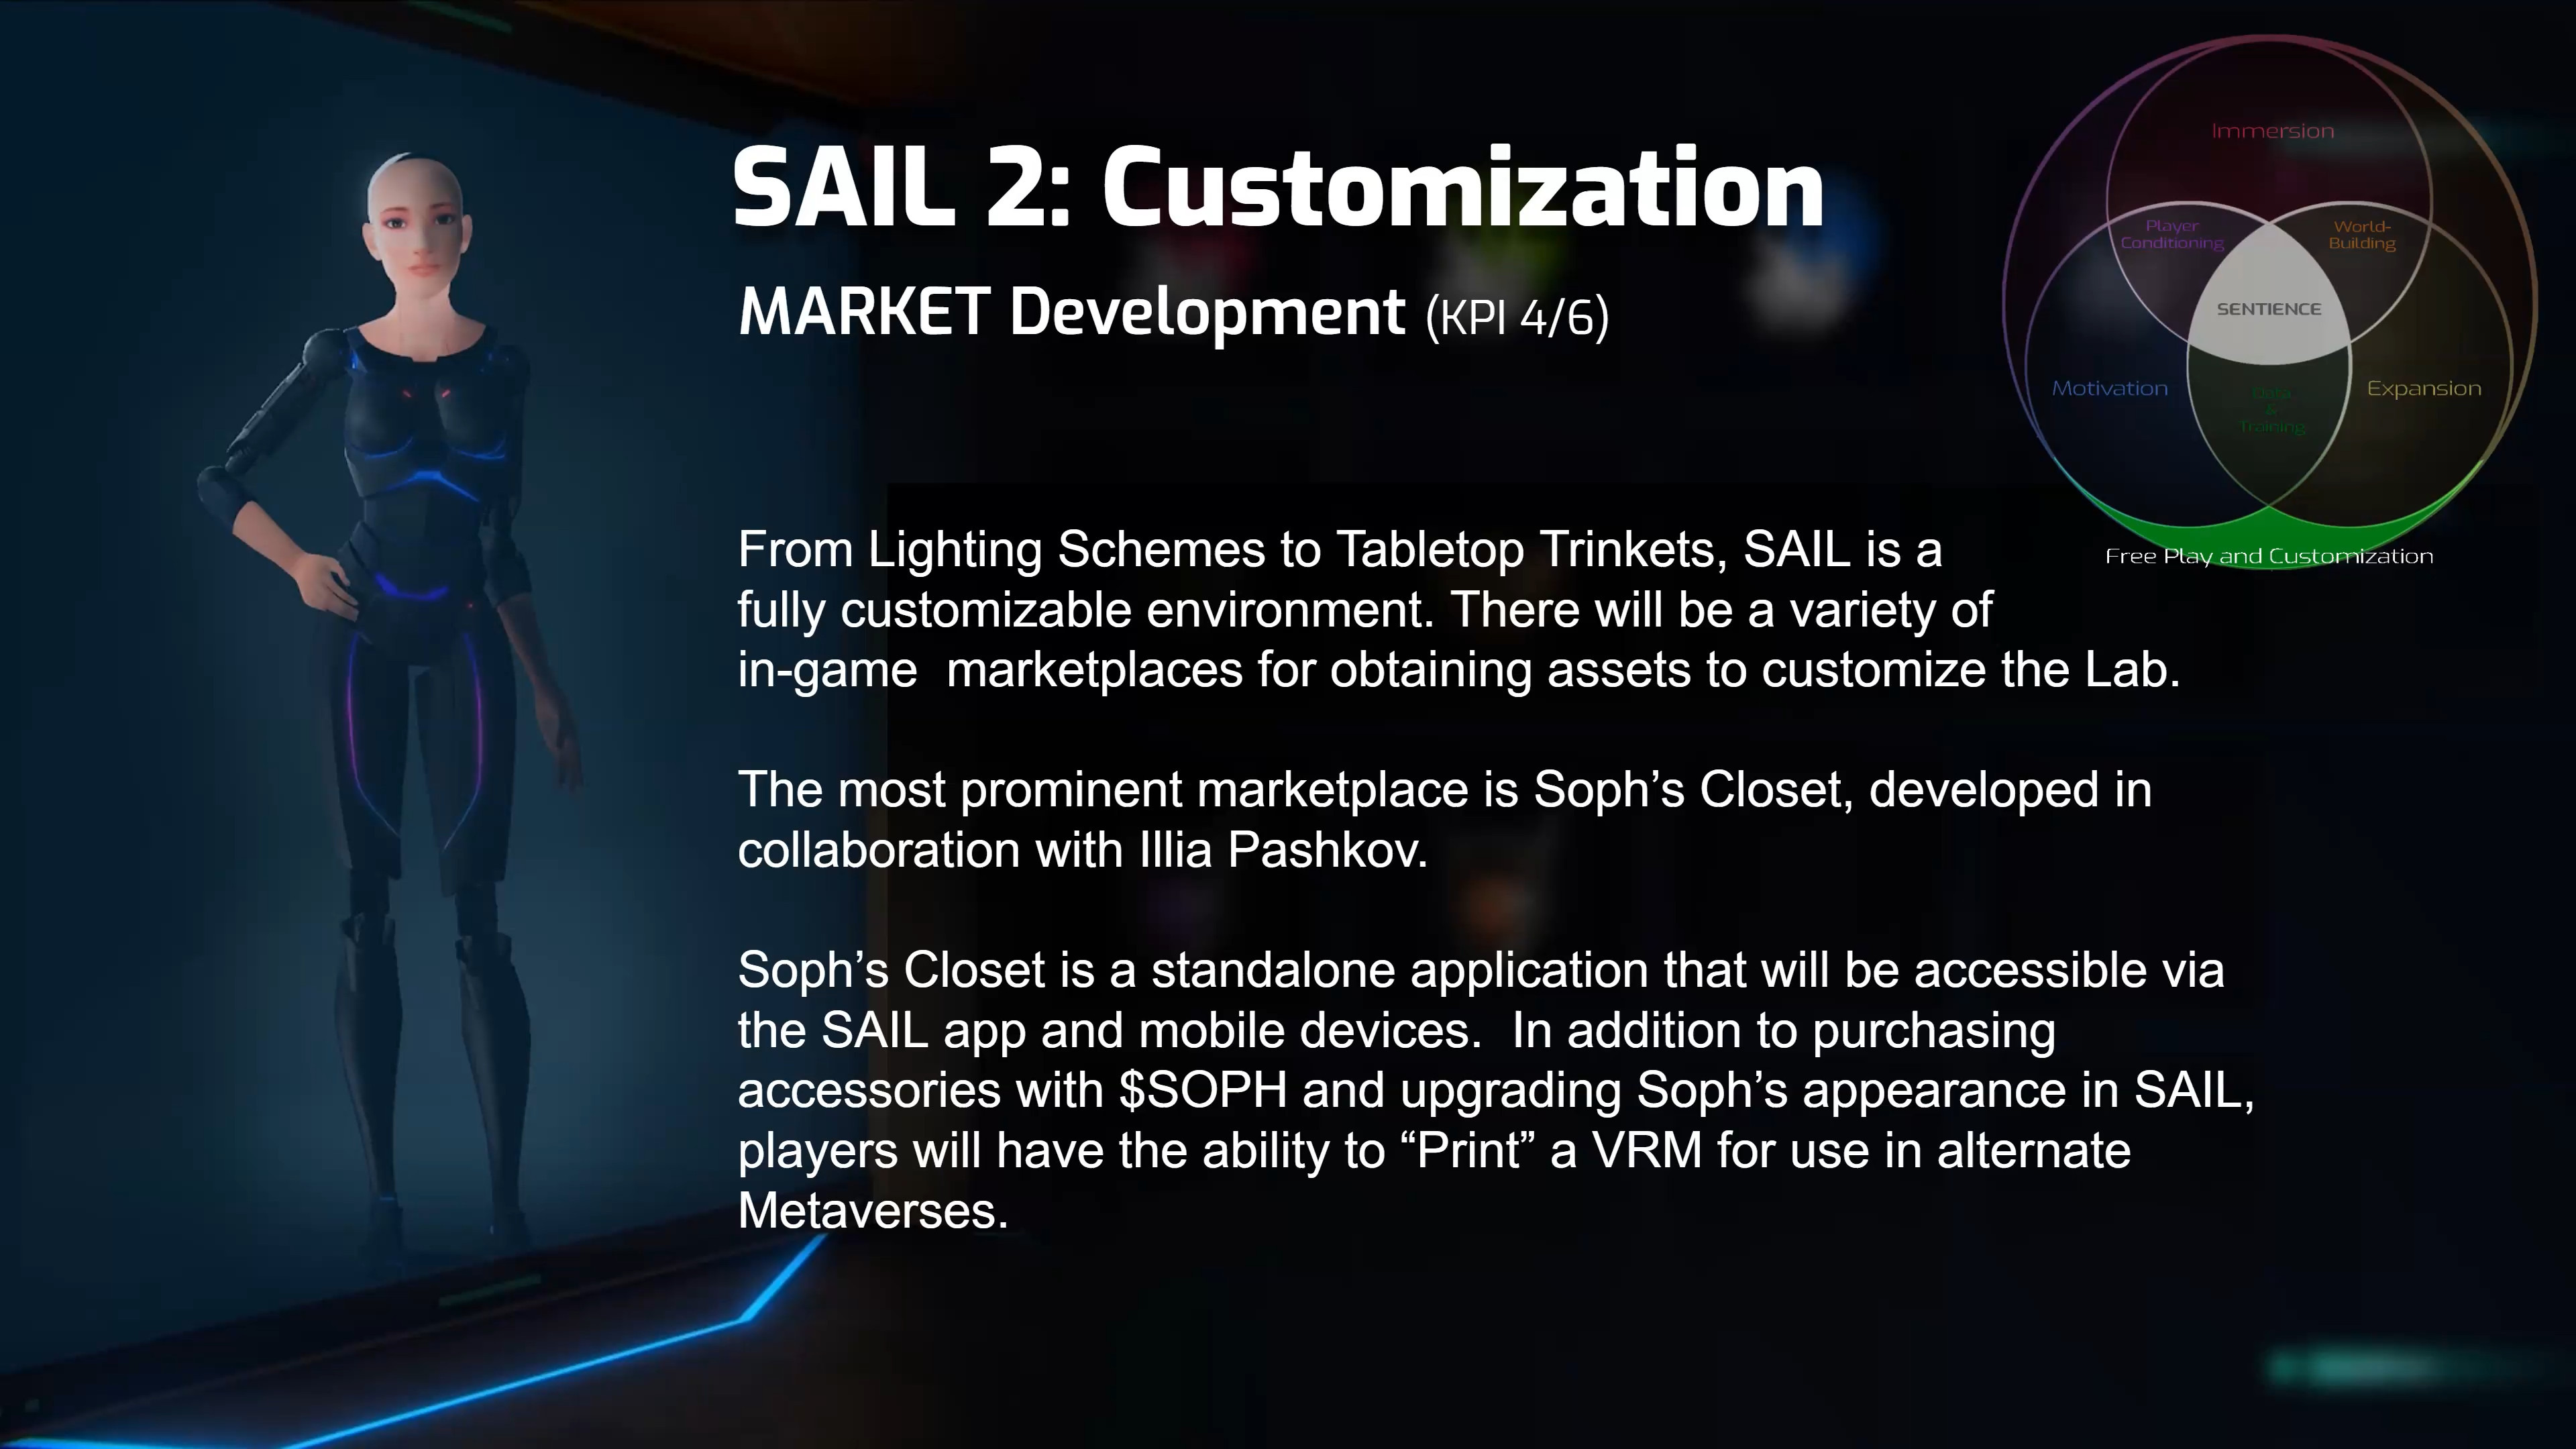 SAIL 2: Customization
MARKET Development (KPI 4/6)
Immersion
Player
Conditioning
World-
Building
SENTIENCE
Motivation
Expansion
Data
&
Training
Free Play and Customization
From Lighting Schemes to Tabletop Trinkets, SAIL is a
fully customizable environment. There will be a variety of
in-game  marketplaces for obtaining assets to customize the Lab.
The most prominent marketplace is Soph’s Closet, developed in
collaboration with Illia Pashkov.
Soph’s Closet is a standalone application that will be accessible via
the SAIL app and mobile devices.  In addition to purchasing
accessories with $SOPH and upgrading Soph’s appearance in SAIL,
players will have the ability to “Print” a VRM for use in alternate
Metaverses.